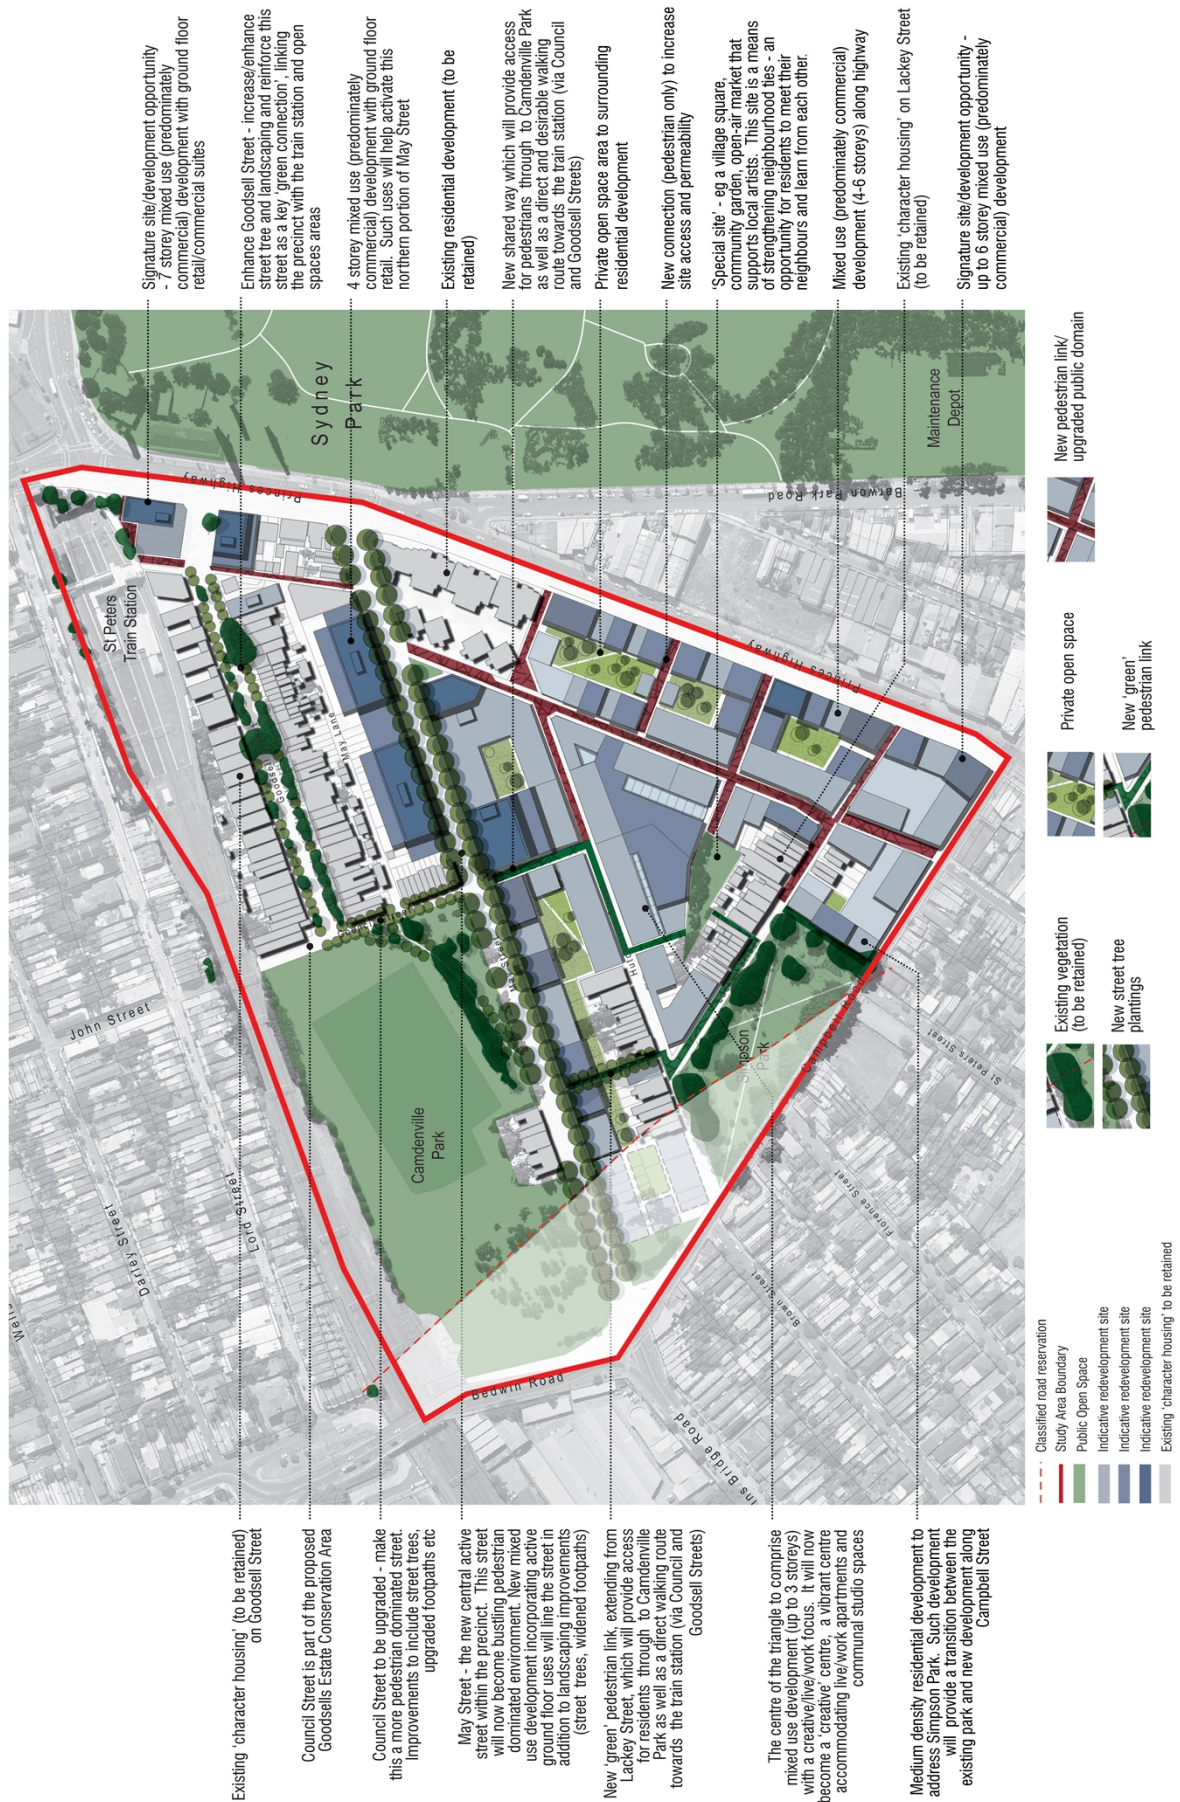 Signature site/development opportunity
- 7 storey mixed use (predominately
commercial) development with ground floor
retail/commercial suites
Enhance Goodsell Street - increase/enhance
street tree and landscaping and reinforce this
street as a key 'green connection', linking
the precinct with the train station and open
spaces areas
4 storey mixed use (predominately
commercial) development with ground floor
retail. Such uses will help activate this
northern portion of May Street
Existing residential development (to be
retained)
New shared way which will provide access
for pedestrians through to Camdenville Park
as well as a direct and desirable walking
route towards the train station (via Council
and Goodsell Streets)
Private open space area to surrounding
residential development
New connection (pedestrian only) to increase
site access and permeability
'Special site' - eg a village square,
community garden, open-air market that
supports local artists. This site is a means
of strengthening neighbourhood ties - an
opportunity for residents to meet their
neighbours and learn from each other.
Mixed use (predominately commercial)
development (4-6 storeys) along highway
Existing 'character housing' on Lackey Street
(to be retained)
Signature site/development opportunity -
up to 6 storey mixed use (predominately
commercial) development
Sydney
Park
Maintenance
Depot
Princes Highway
Barwon Park Road
St Peters
Train Station
Goodsell
May Lane
Princes Highway
Council Street
May Street
John Street
Camdenville
Park
Simpson
Park
Campbell Road
St Peters Street
Lord Street
Darley Street
Florence Street
Brown Street
Bedwin Road
ns Bridge Road
Existing 'character housing' (to be retained)
on Goodsell Street
Council Street is part of the proposed
Goodsells Estate Conservation Area
Council Street to be upgraded - make
this a more pedestrian dominated street.
Improvements to include street trees,
upgraded footpaths etc
May Street - the new central active
street within the precinct. This street
will now become bustling pedestrian
dominated environment. New mixed
use development incorporating active
ground floor uses will line the street in
addition to landscaping improvements
(street trees, widened footpaths)
New 'green' pedestrian link, extending from
Lackey Street, which will provide access
for residents through to Camdenville
Park as well as a direct walking route
towards the train station (via Council and
Goodsell Streets)
The centre of the triangle to comprise
mixed use development (up to 3 storeys)
with a creative/live/work focus. It will now
become a 'creative' centre, a vibrant centre
accommodating live/work apartments and
communal studio spaces
Medium density residential development to
address Simpson Park. Such development
will provide a transition between the
existing park and new development along
Campbell Street
Classified road reservation
Study Area Boundary
Public Open Space
Indicative redevelopment site
Indicative redevelopment site
Indicative redevelopment site
Existing 'character housing' to be retained
Existing vegetation
(to be retained)
New street tree
plantings
Private open space
New 'green'
pedestrian link
New pedestrian link/
upgraded public domain